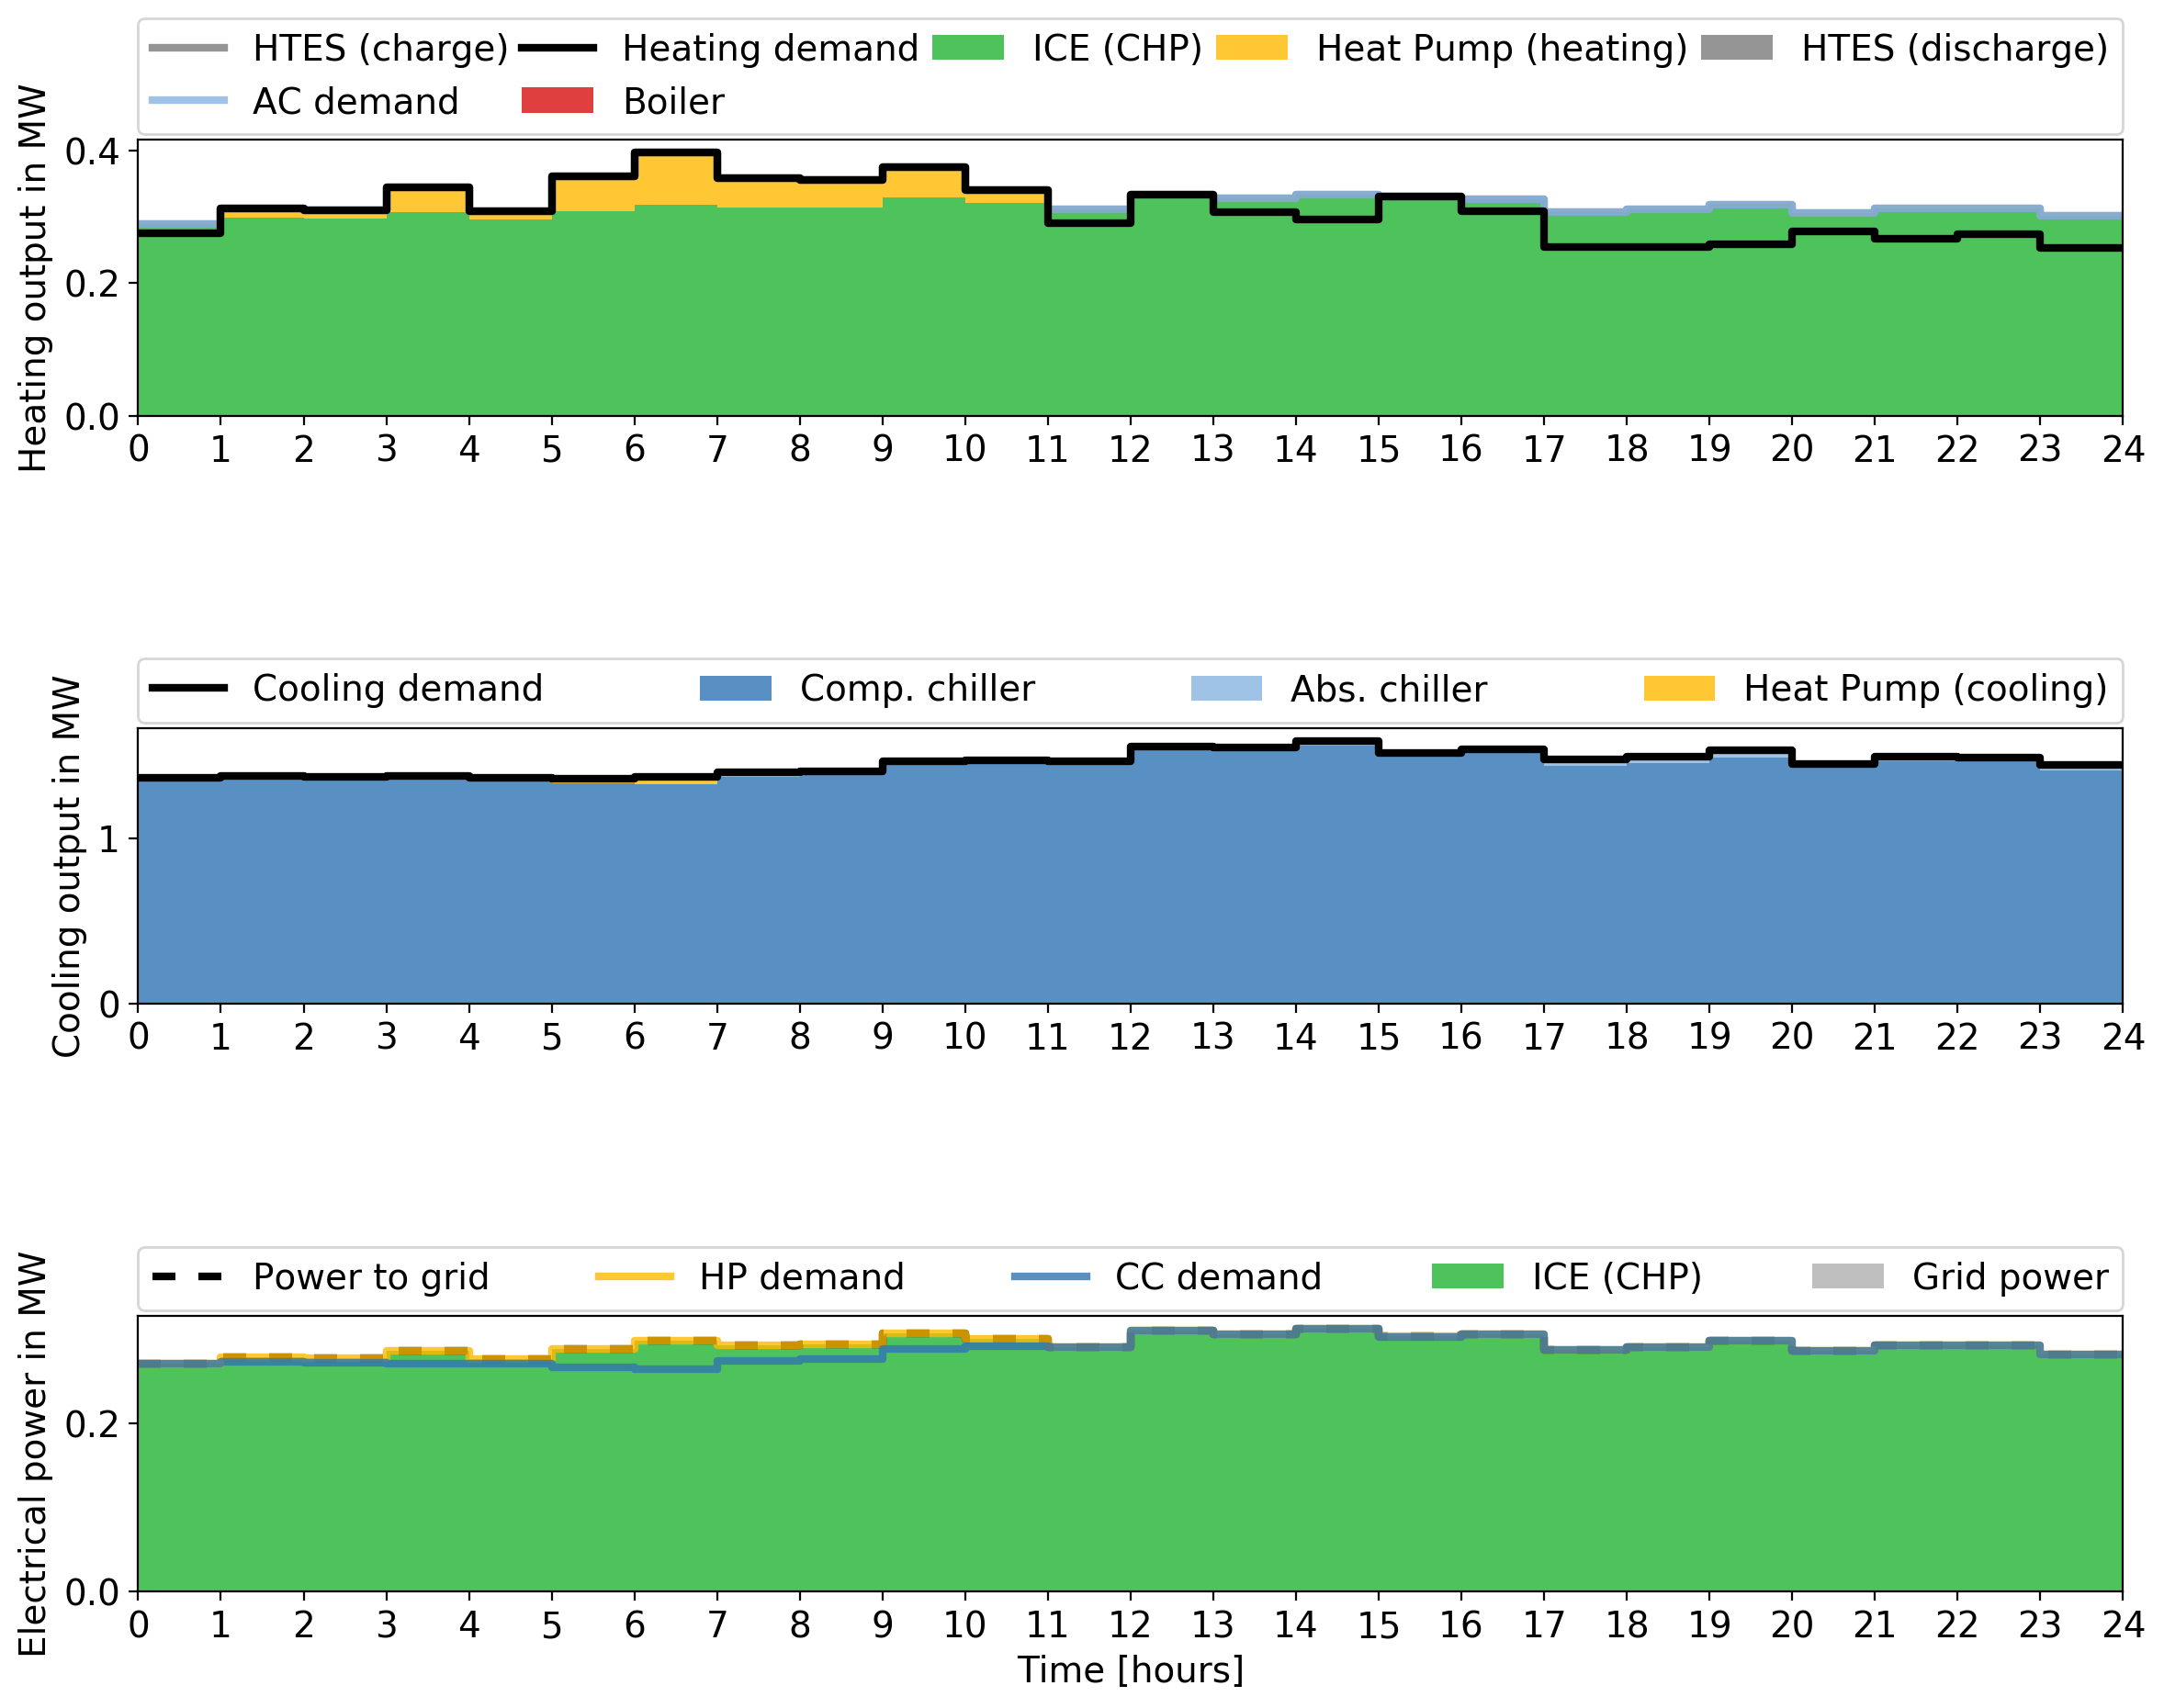 HTES (charge) Heating demand ICE (CHP) Heat Pump (heating) HTES (discharge)
AC demand Boiler
Heating output in MW
0.4
0.2
0.0
0 1 2 3 4 5 6 7 8 9 10 11 12 13 14 15 16 17 18 19 20 21 22 23 24
Cooling demand Comp. chiller Abs. chiller Heat Pump (cooling)
Cooling output in MW
1
0
0 1 2 3 4 5 6 7 8 9 10 11 12 13 14 15 16 17 18 19 20 21 22 23 24
Power to grid HP demand CC demand ICE (CHP) Grid power
Electrical power in MW
0.2
0.0
0 1 2 3 4 5 6 7 8 9 10 11 12 13 14 15 16 17 18 19 20 21 22 23 24
Time [hours]